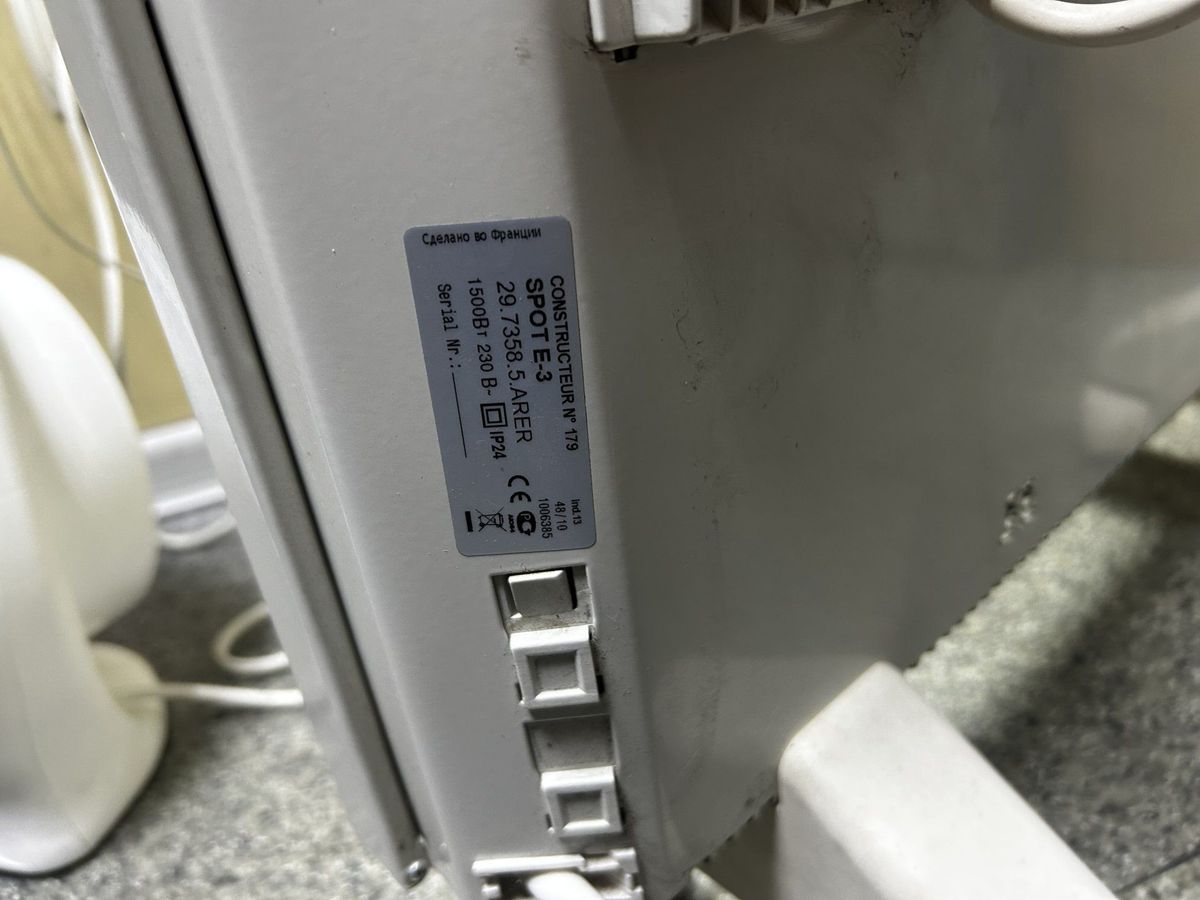 Сделано во Франции
CONSTRUCTEUR N° 179
SPOT E-3
29.7358.5.ARER
1500Вт 230 В~ IP24
Serial Nr.:
Ind.13
48/10
1006385
CE